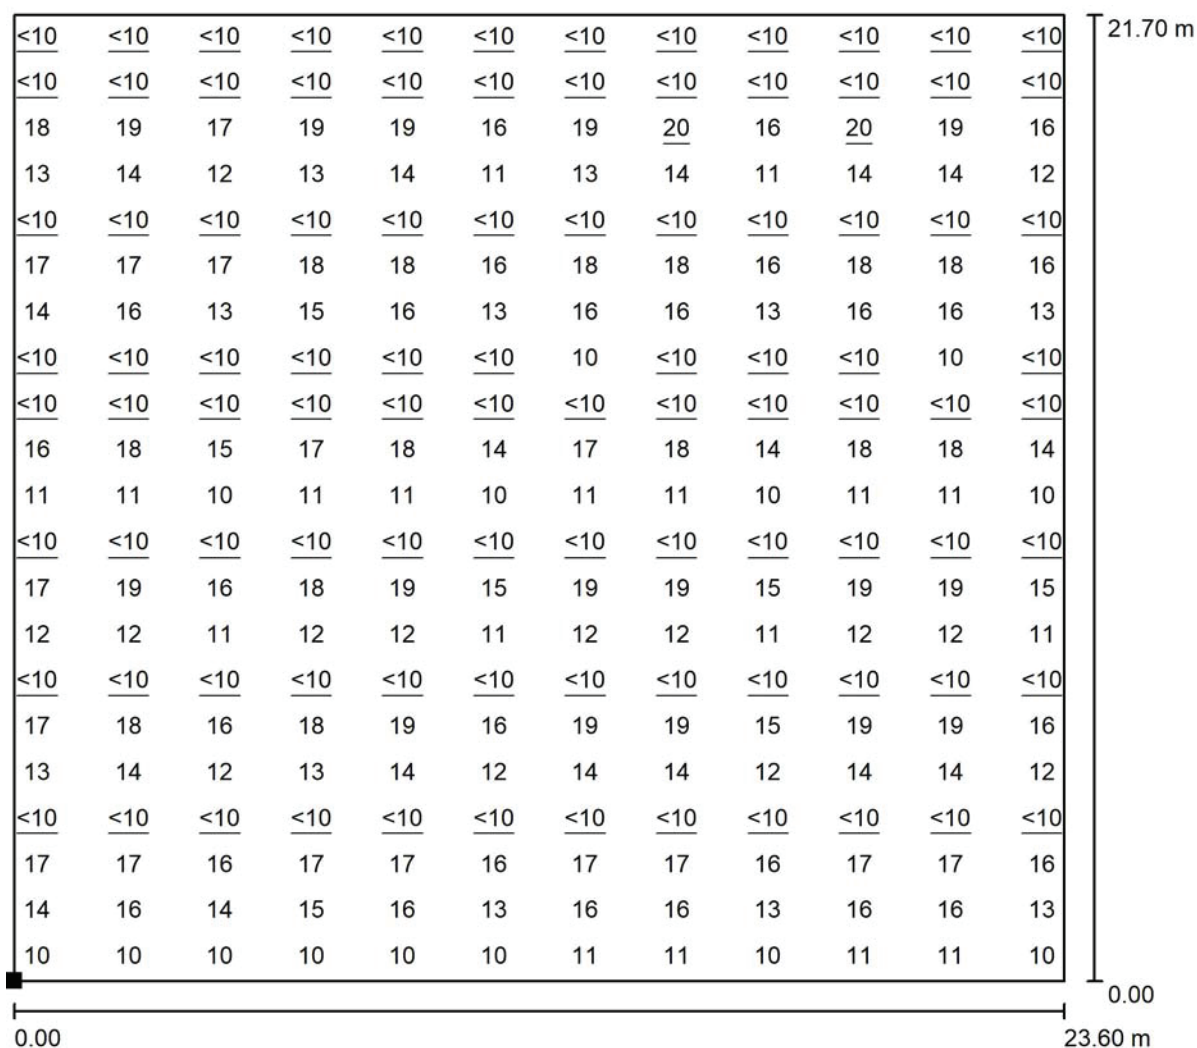 <10 <10 <10 <10 <10 <10 <10 <10 <10 <10 <10 <10 21.70 m
<10 <10 <10 <10 <10 <10 <10 <10 <10 <10 <10 <10
18 19 17 19 19 16 19 20 16 20 19 16
13 14 12 13 14 11 13 14 11 14 14 12
<10 <10 <10 <10 <10 <10 <10 <10 <10 <10 <10 <10
17 17 17 18 18 16 18 18 16 18 18 16
14 16 13 15 16 13 16 16 13 16 16 13
<10 <10 <10 <10 <10 <10 10 <10 <10 <10 10 <10
<10 <10 <10 <10 <10 <10 <10 <10 <10 <10 <10 <10
16 18 15 17 18 14 17 18 14 18 18 14
11 11 10 11 11 10 11 11 10 11 11 10
<10 <10 <10 <10 <10 <10 <10 <10 <10 <10 <10 <10
17 19 16 18 19 15 19 19 15 19 19 15
12 12 11 12 12 11 12 12 11 12 12 11
<10 <10 <10 <10 <10 <10 <10 <10 <10 <10 <10 <10
17 18 16 18 19 16 19 19 15 19 19 16
13 14 12 13 14 12 14 14 12 14 14 12
<10 <10 <10 <10 <10 <10 <10 <10 <10 <10 <10 <10
17 17 16 17 17 16 17 17 16 17 17 16
14 16 14 15 16 13 16 16 13 16 16 13
10 10 10 10 10 10 11 11 10 11 11 10
0.00
0.00 23.60 m